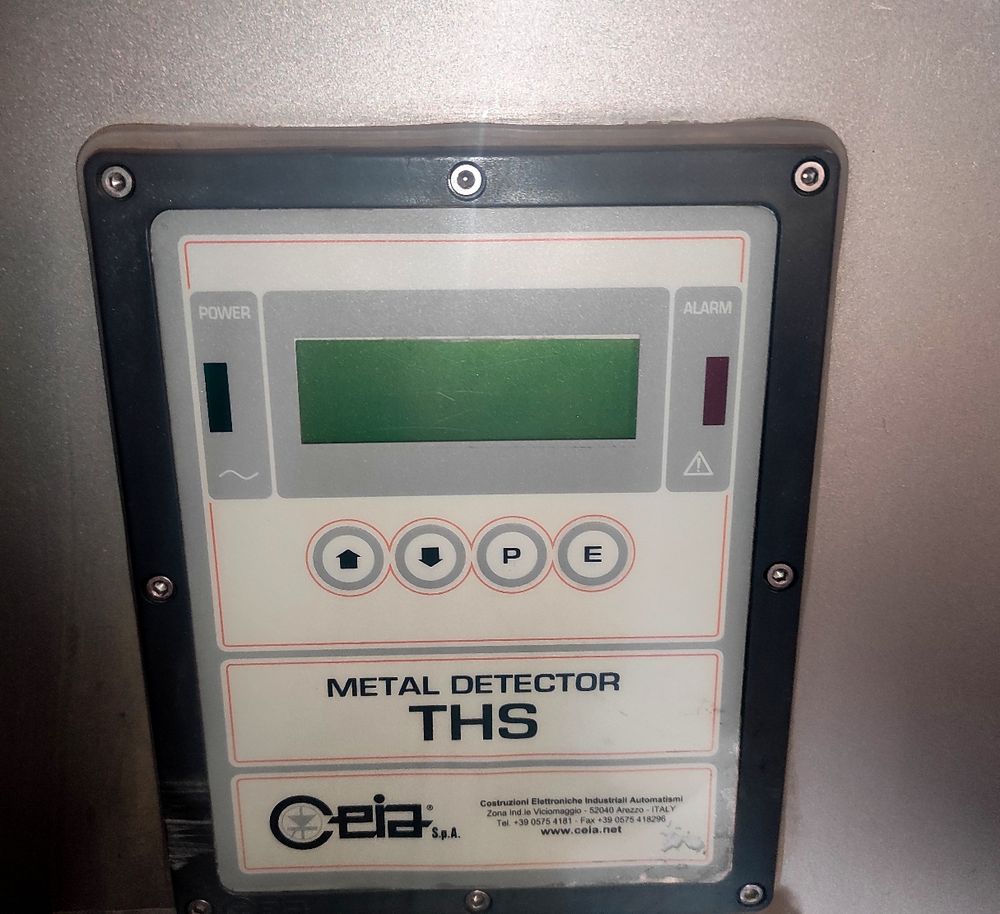 POWER
ALARM
P
E
METAL DETECTOR
THS
Ceia® S.p.A.
Costruzioni Elettroniche Industriali Automatismi
Zona Ind.le Viciomaggio - 52040 Arezzo - ITALY
Tel. +39 0575 4181 - Fax +39 0575 418296
www.ceia.net